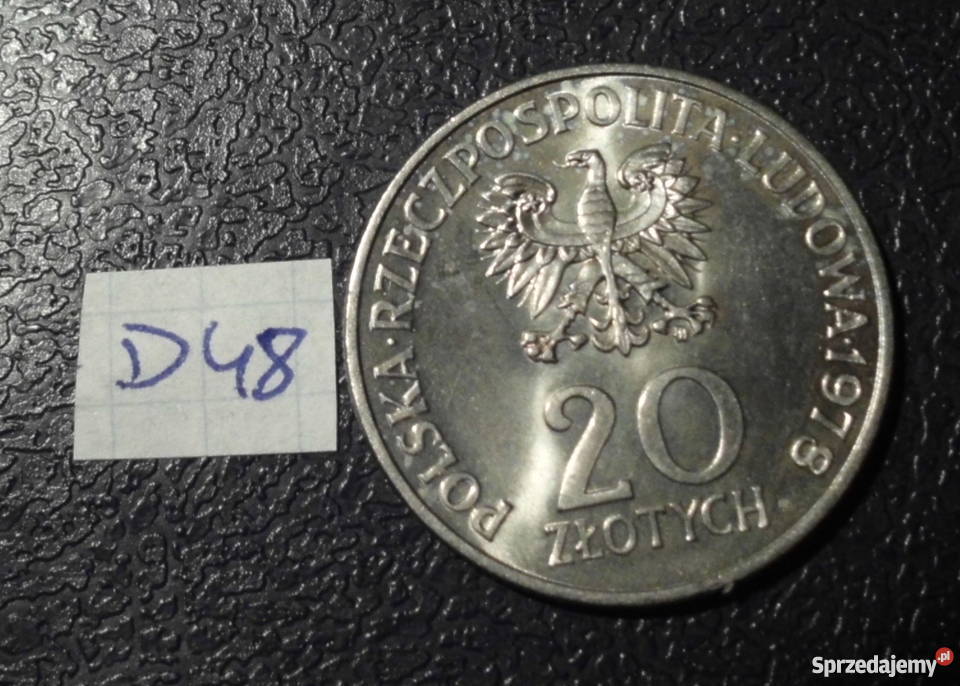 D48
POLSKA·RZECZPOSPOLITA·LUDOWA·1978
20
ZŁOTYCH
Sprzedajemy.pl